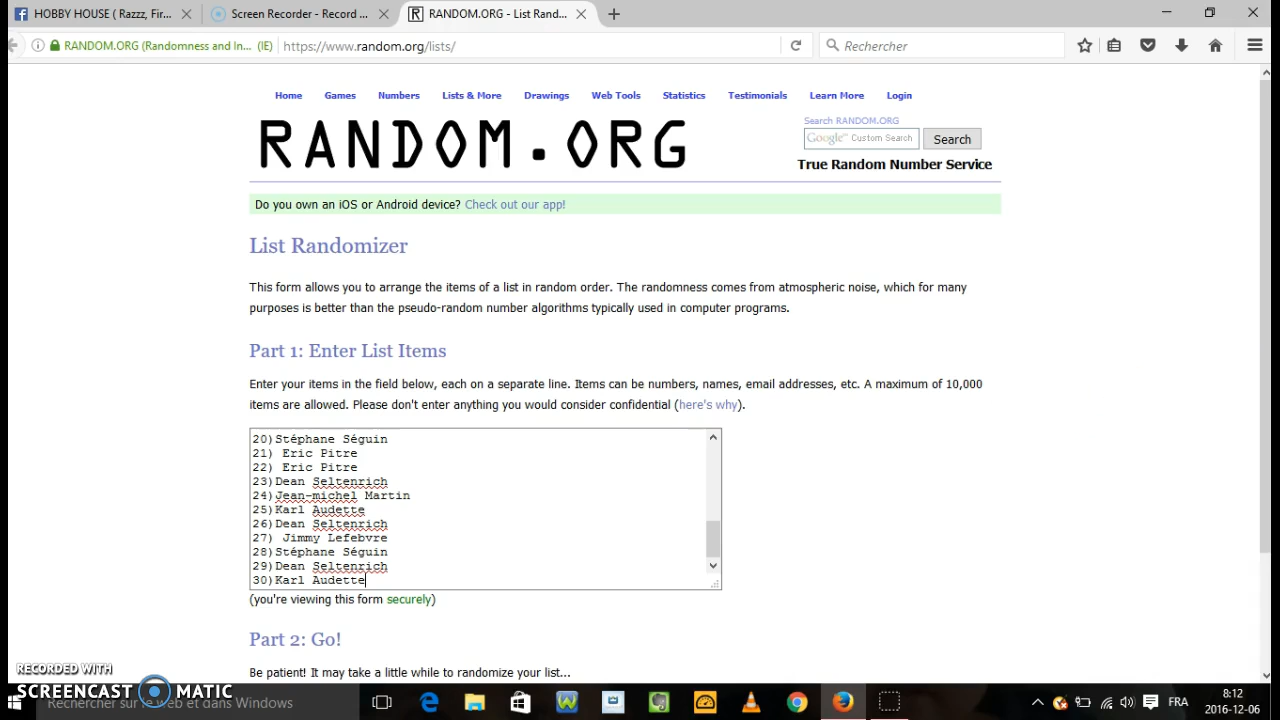 HOBBY HOUSE ( Razzz, Fir...
Screen Recorder - Record ...
RANDOM.ORG - List Rand...
RANDOM.ORG (Randomness and In... (IE)
https://www.random.org/lists/
Rechercher
Home Games Numbers Lists & More Drawings Web Tools Statistics Testimonials Learn More Login
RANDOM.ORG
Search RANDOM.ORG
Google™ Custom Search
Search
True Random Number Service
Do you own an iOS or Android device? Check out our app!
List Randomizer
This form allows you to arrange the items of a list in random order. The randomness comes from atmospheric noise, which for many
purposes is better than the pseudo-random number algorithms typically used in computer programs.
Part 1: Enter List Items
Enter your items in the field below, each on a separate line. Items can be numbers, names, email addresses, etc. A maximum of 10,000
items are allowed. Please don't enter anything you would consider confidential (here's why).
20)Stéphane Séguin
21) Eric Pitre
22) Eric Pitre
23)Dean Seltenrich
24)Jean-michel Martin
25)Karl Audette
26)Dean Seltenrich
27) Jimmy Lefebvre
28)Stéphane Séguin
29)Dean Seltenrich
30)Karl Audette
(you're viewing this form securely)
Part 2: Go!
Be patient! It may take a little while to randomize your list...
RECORDED WITH
SCREENCAST MATIC
Rechercher sur le web et dans Windows
FRA
8:12
2016-12-06